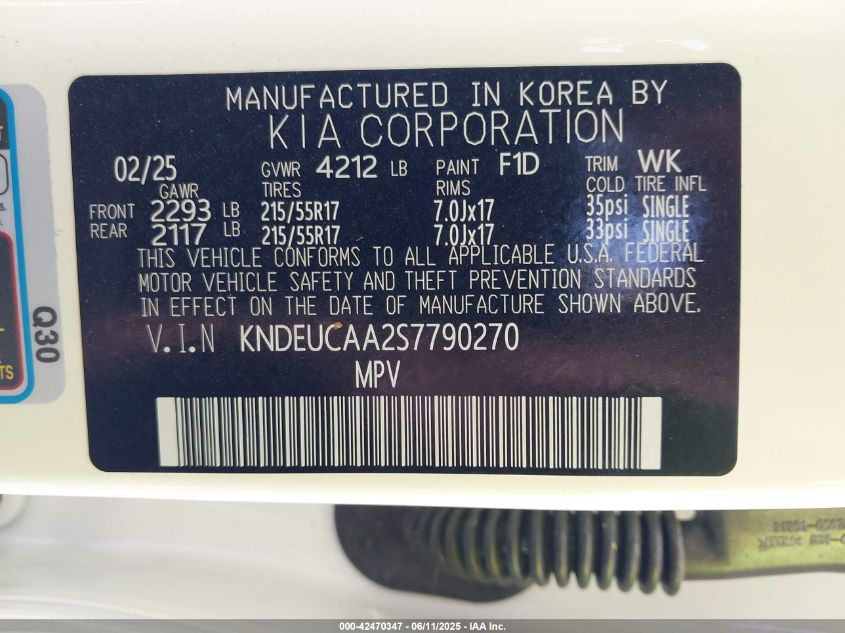 MANUFACTURED IN KOREA BY
KIA CORPORATION
02/25 GVWR 4212 LB PAINT F1D TRIM WK
GAWR TIRES RIMS COLD TIRE INFL
FRONT 2293 LB 215/55R17 7.0Jx17 35psi SINGLE
REAR 2117 LB 215/55R17 7.0Jx17 33psi SINGLE
THIS VEHICLE CONFORMS TO ALL APPLICABLE U.S.A. FEDERAL
MOTOR VEHICLE SAFETY AND THEFT PREVENTION STANDARDS
IN EFFECT ON THE DATE OF MANUFACTURE SHOWN ABOVE.
V.I.N KNDEUCAA2S7790270
MPV
Q30
000-42470347 - 06/11/2025 - IAA Inc.